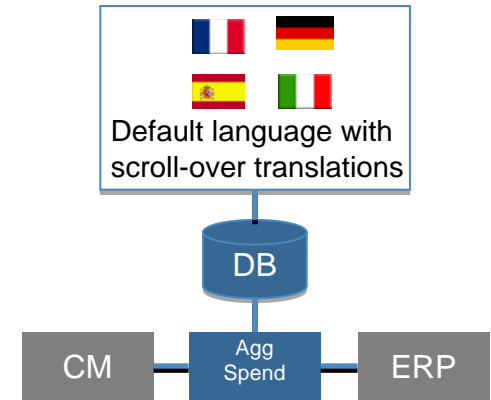 Default language with
scroll-over translations
DB
CM
Agg
Spend
ERP